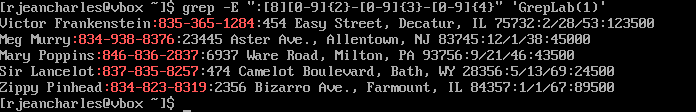 [r.jeancharles@vbox ~]$ grep -E ":[8][0-9]{2}-[0-9]{3}-[0-9]{4}" 'GrepLab(1)'
Victor Frankenstein:835-365-1284:454 Easy Street, Decatur, IL 75732:2/28/53:123500
Meg Murry:834-938-8376:23445 Aster Ave., Allentown, NJ 83745:12/1/38:45000
Mary Poppins:846-836-2837:6937 Ware Road, Milton, PA 93756:9/21/46:43500
Sir Lancelot:837-835-8257:474 Camelot Boulevard, Bath, WY 28356:5/13/69:24500
Zippy Pinhead:834-823-8319:2356 Bizarro Ave., Farmount, IL 84357:1/1/67:89500
[r.jeancharles@vbox ~]$